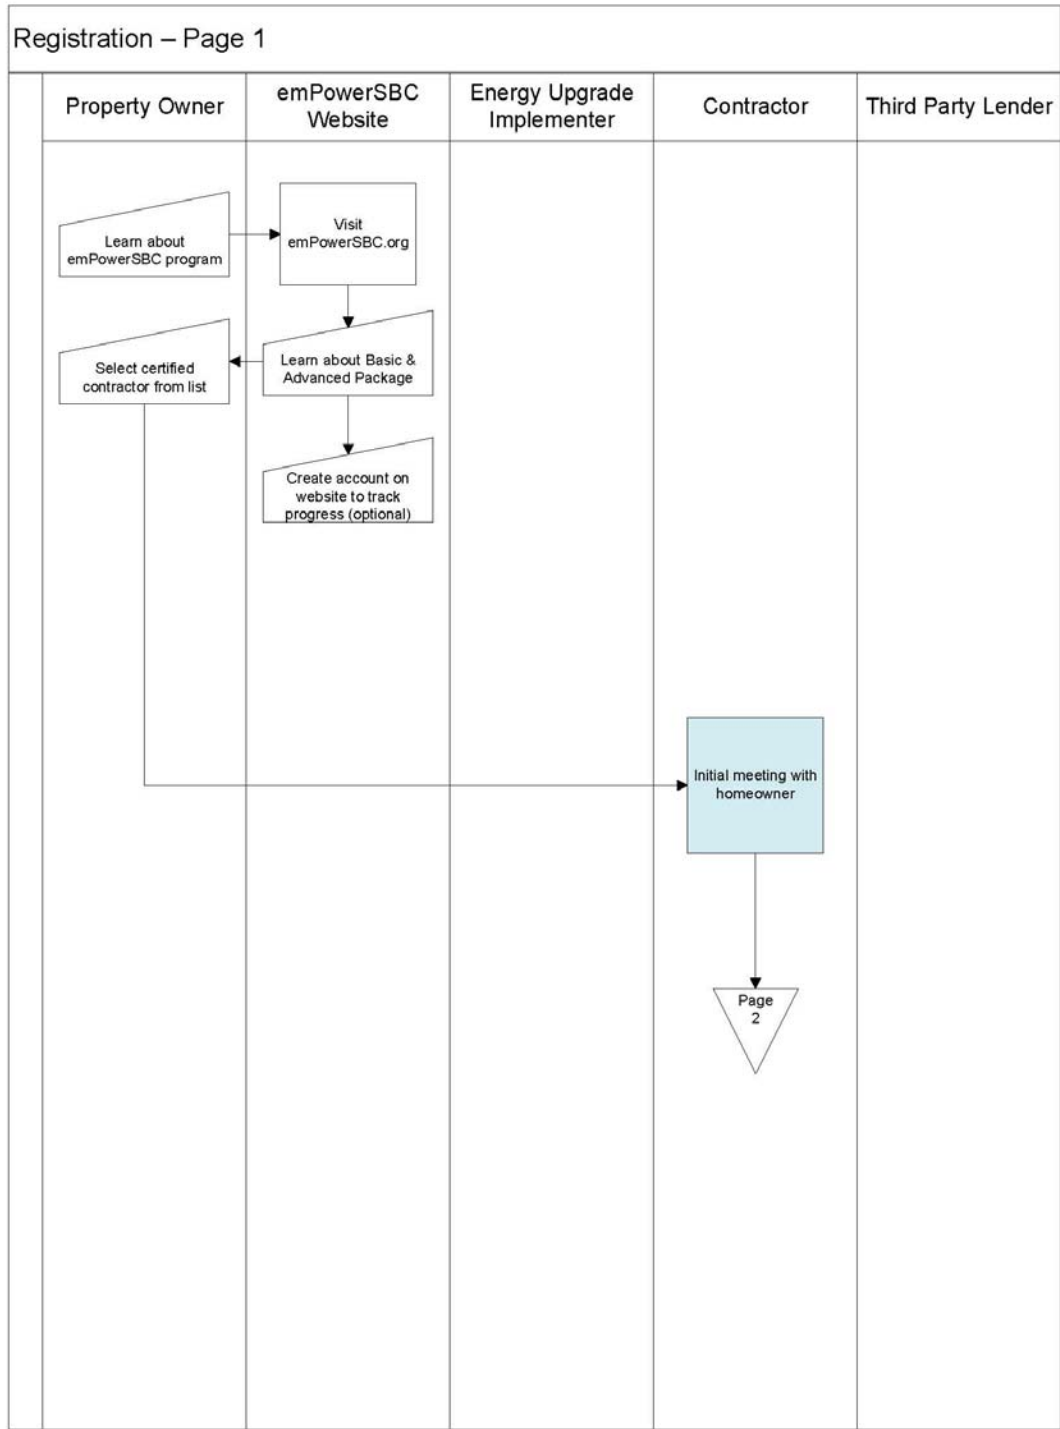 Registration – Page 1
Property Owner
emPowerSBC
Website
Energy Upgrade
Implementer
Contractor
Third Party Lender
Learn about
emPowerSBC program
Visit
emPowerSBC.org
Select certified
contractor from list
Learn about Basic &
Advanced Package
Create account on
website to track
progress (optional)
Initial meeting with
homeowner
Page
2